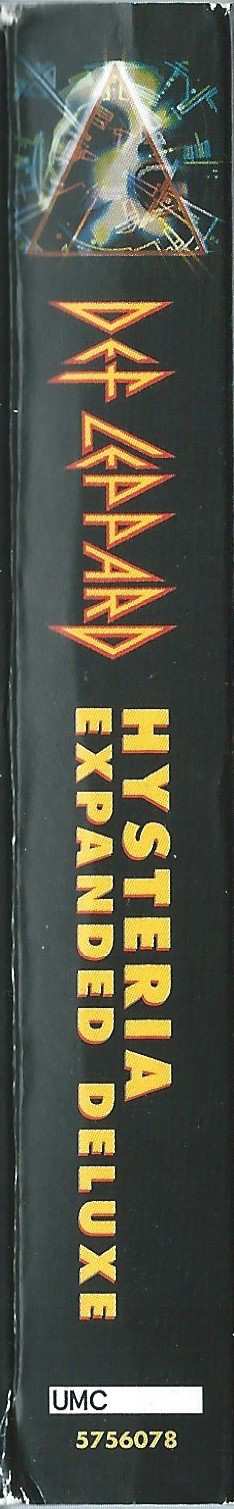 DEF LEPPARD
HYSTERIA
EXPANDED DELUXE
UMC
5756078